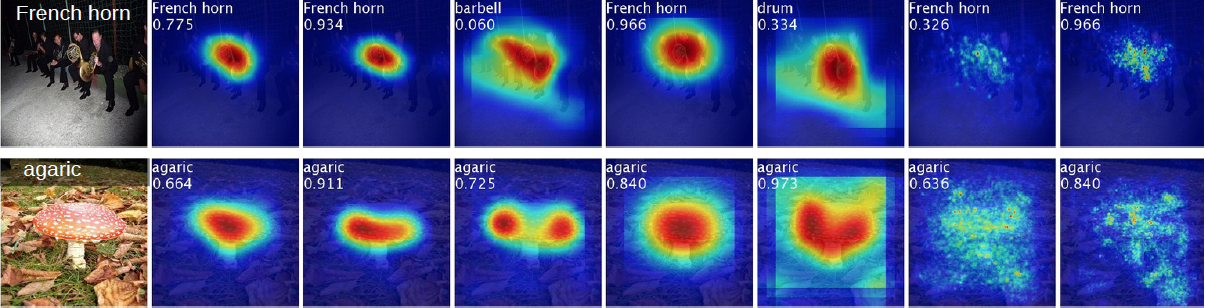 French horn
French horn
0.775
French horn
0.934
barbell
0.060
French horn
0.966
drum
0.334
French horn
0.326
French horn
0.966
agaric
agaric
0.664
agaric
0.911
agaric
0.725
agaric
0.840
agaric
0.973
agaric
0.636
agaric
0.840